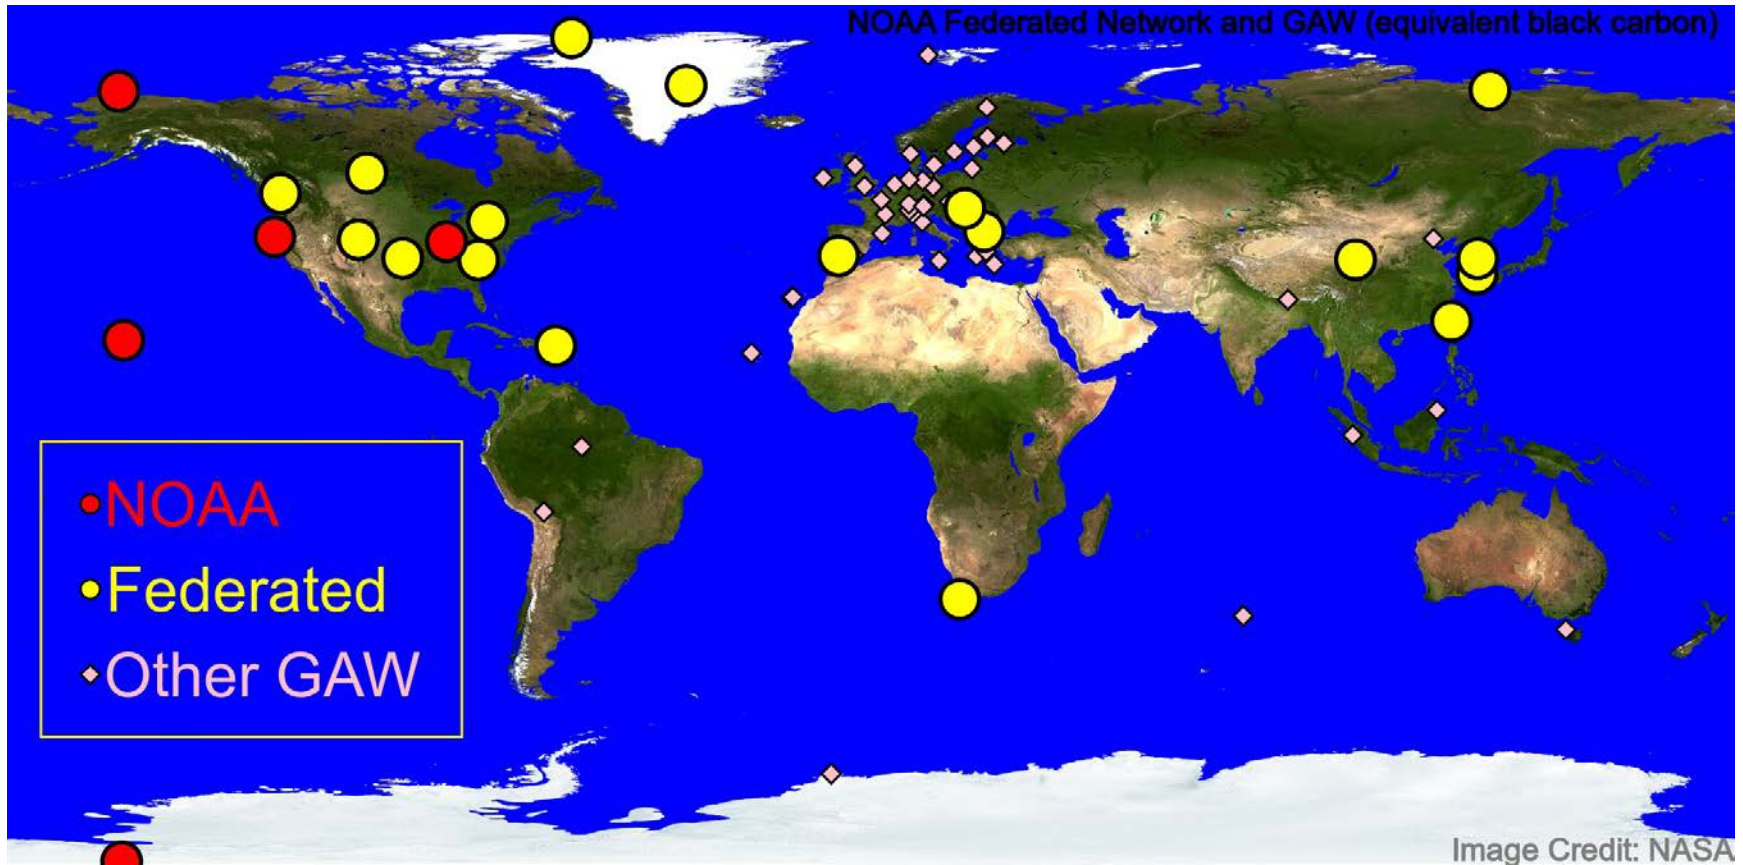 NOAA Federated Network and GAW (equivalent black carbon)
NOAA
Federated
Other GAW
Image Credit: NASA